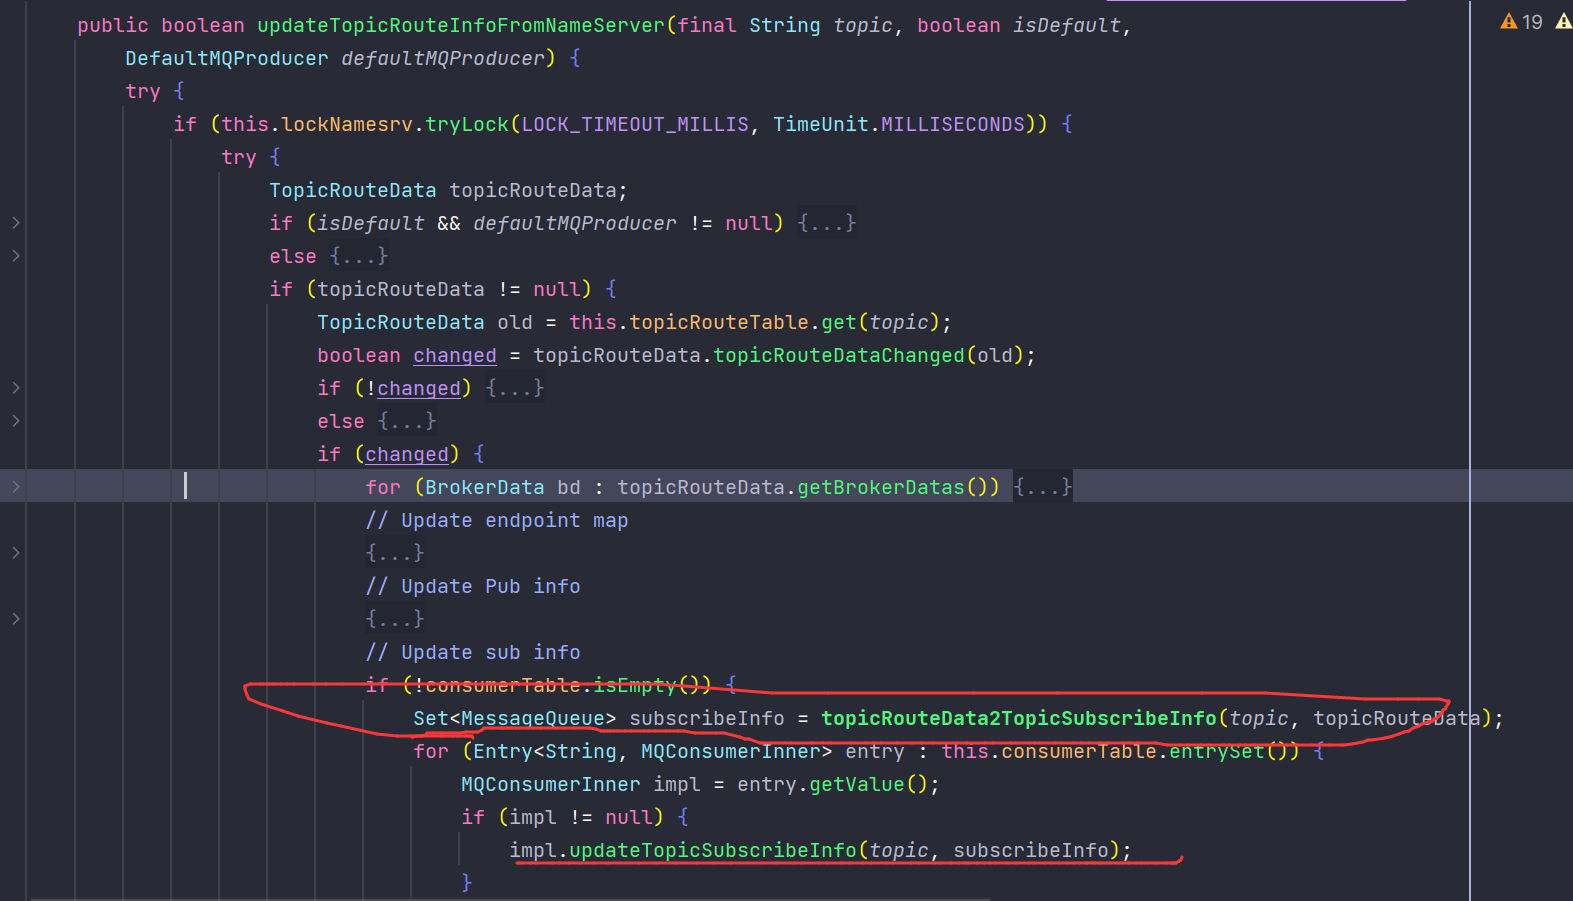 public boolean updateTopicRouteInfoFromNameServer(final String topic, boolean isDefault,
19
DefaultMQProducer defaultMQProducer) {
try {
if (this.lockNamesrv.tryLock(LOCK_TIMEOUT_MILLIS, TimeUnit.MILLISECONDS)) {
try {
TopicRouteData topicRouteData;
if (isDefault && defaultMQProducer != null) {...}
else {...}
if (topicRouteData != null) {
TopicRouteData old = this.topicRouteTable.get(topic);
boolean changed = topicRouteData.topicRouteDataChanged(old);
if (!changed) {...}
else {...}
if (changed) {
for (BrokerData bd : topicRouteData.getBrokerDatas()) {...}
// Update endpoint map
{...}
// Update Pub info
{...}
// Update sub info
if (!consumerTable.isEmpty()) {
Set<MessageQueue> subscribeInfo = topicRouteData2TopicSubscribeInfo(topic, topicRouteData);
for (Entry<String, MQConsumerInner> entry : this.consumerTable.entrySet()) {
MQConsumerInner impl = entry.getValue();
if (impl != null) {
impl.updateTopicSubscribeInfo(topic, subscribeInfo);
}